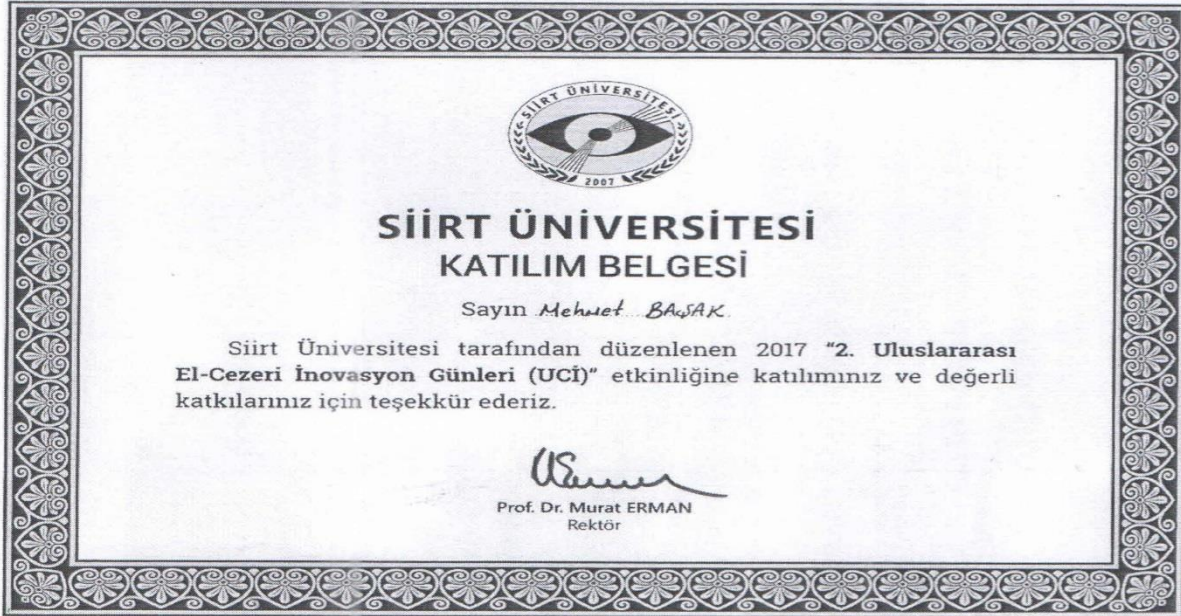 SİİRT ÜNİVERSİTESİ
2007
SİİRT ÜNİVERSİTESİ
KATILIM BELGESİ
Sayın Mehmet BAŞAK
Siirt Üniversitesi tarafından düzenlenen 2017 "2. Uluslararası
El-Cezeri İnovasyon Günleri (UCİ)" etkinliğine katılımınız ve değerli
katkılarınız için teşekkür ederiz.
Prof. Dr. Murat ERMAN
Rektör